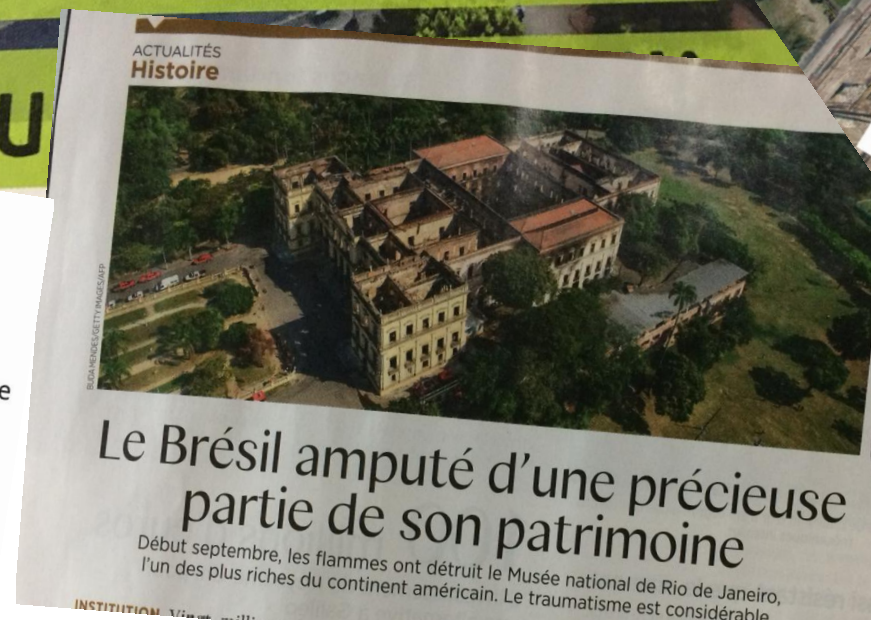 U
ACTUALITÉS
Histoire
BUDA MENDES/GETTY IMAGES/AFP
e
Le Brésil amputé d'une précieuse
partie de son patrimoine
Début septembre, les flammes ont détruit le Musée national de Rio de Janeiro,
l'un des plus riches du continent américain. Le traumatisme est considérable
INSTITUTION